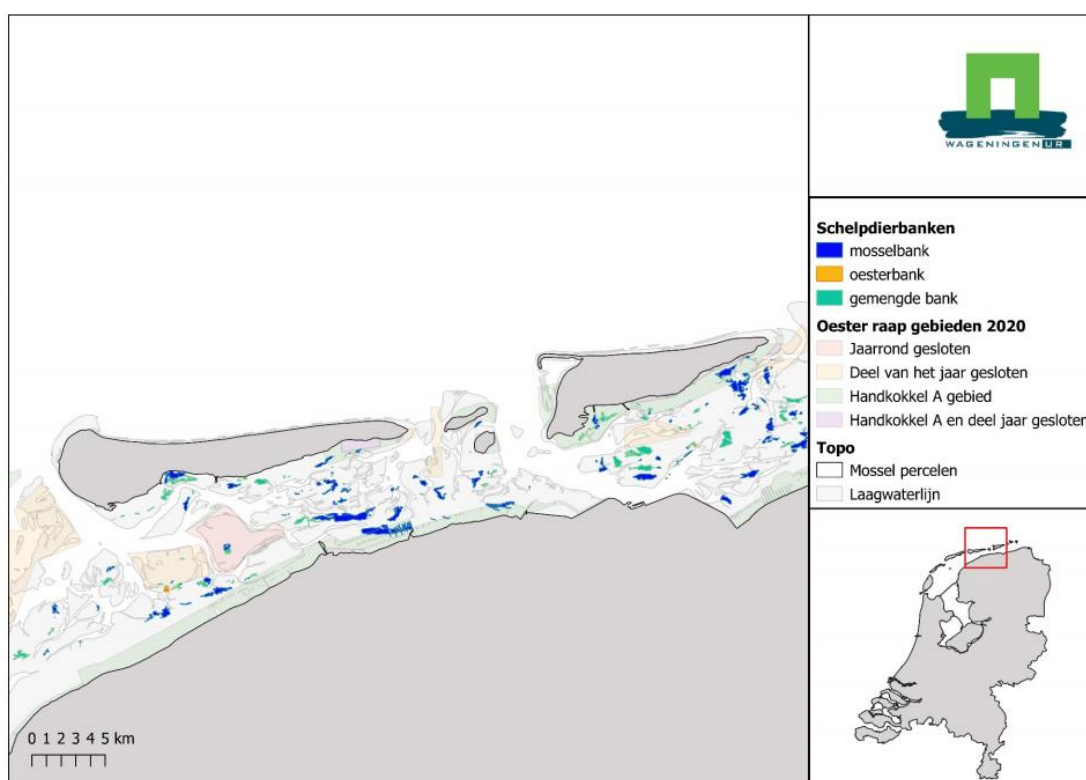 WAGENINGEN UR
Schelpdierbanken
mosselbank
oesterbank
gemengde bank
Oester raap gebieden 2020
Jaarrond gesloten
Deel van het jaar gesloten
Handkokkel A gebied
Handkokkel A en deel jaar gesloten
Topo
Mossel percelen
Laagwaterlijn
0 1 2 3 4 5 km